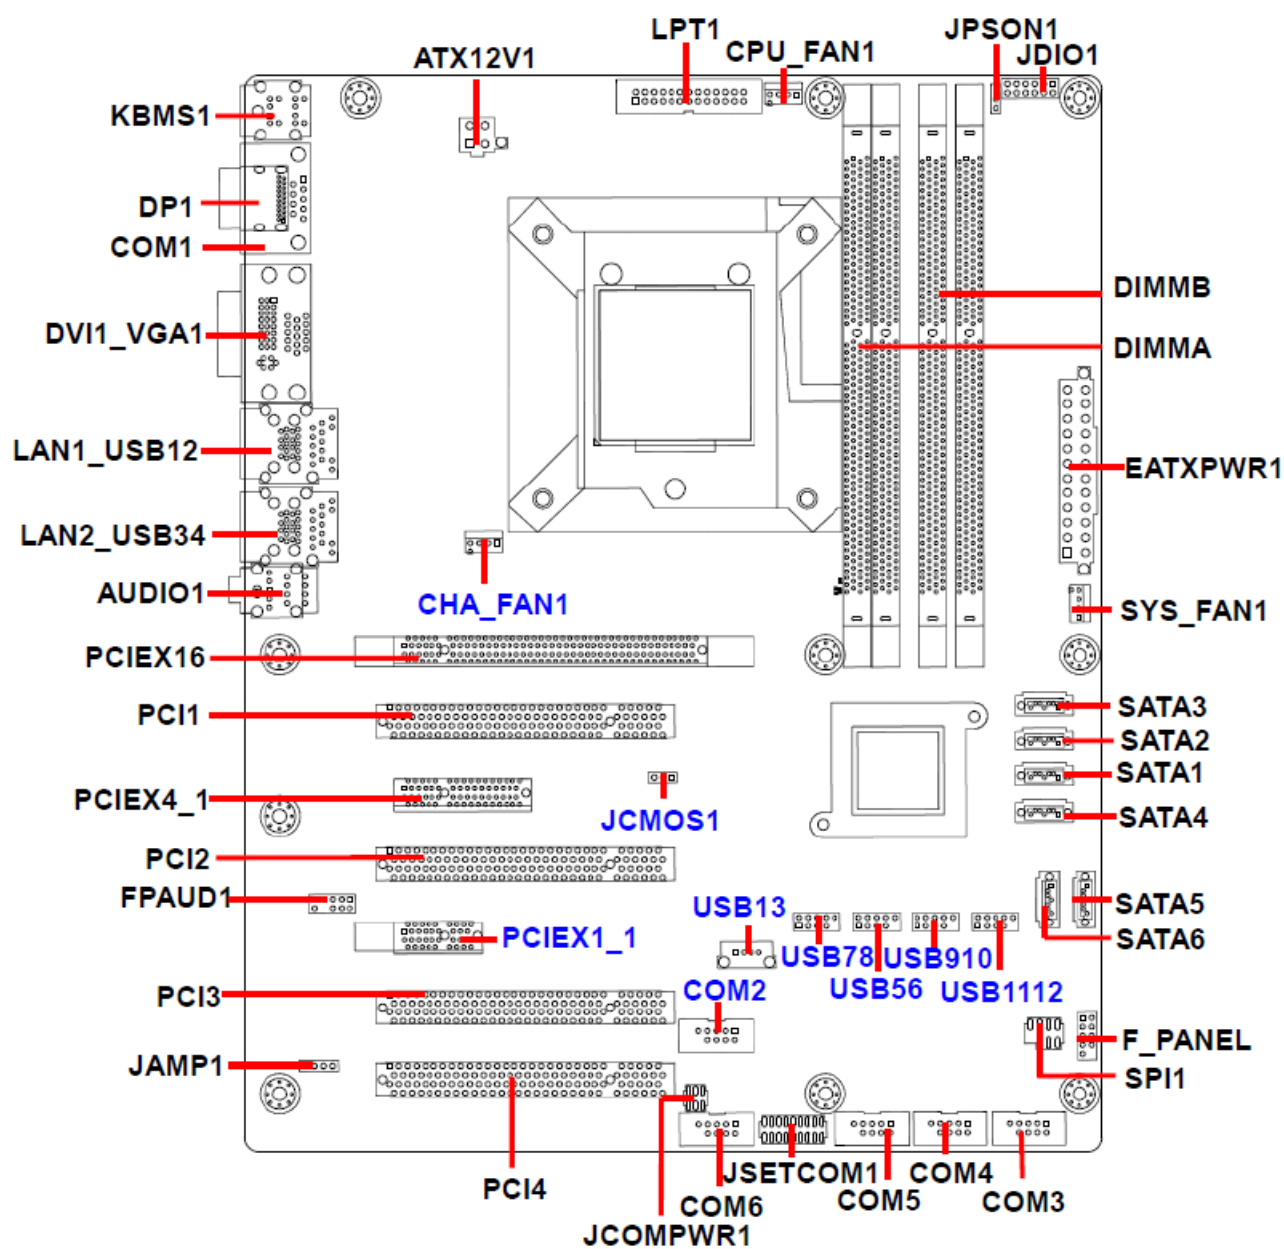 LPT1
JPSON1
CPU_FAN1
JDIO1
ATX12V1
KBMS1
DP1
COM1
DIMMB
DVI1_VGA1
DIMMA
LAN1_USB12
EATXPWR1
LAN2_USB34
AUDIO1
CHA_FAN1
SYS_FAN1
PCIEX16
PCI1
SATA3
SATA2
SATA1
PCIEX4_1
JCMOS1
SATA4
PCI2
FPAUD1
USB13
SATA5
PCIEX1_1
SATA6
USB78
USB910
USB56
USB1112
PCI3
COM2
F_PANEL
JAMP1
SPI1
PCI4
JSETCOM1
COM4
COM5
COM3
COM6
JCOMPWR1